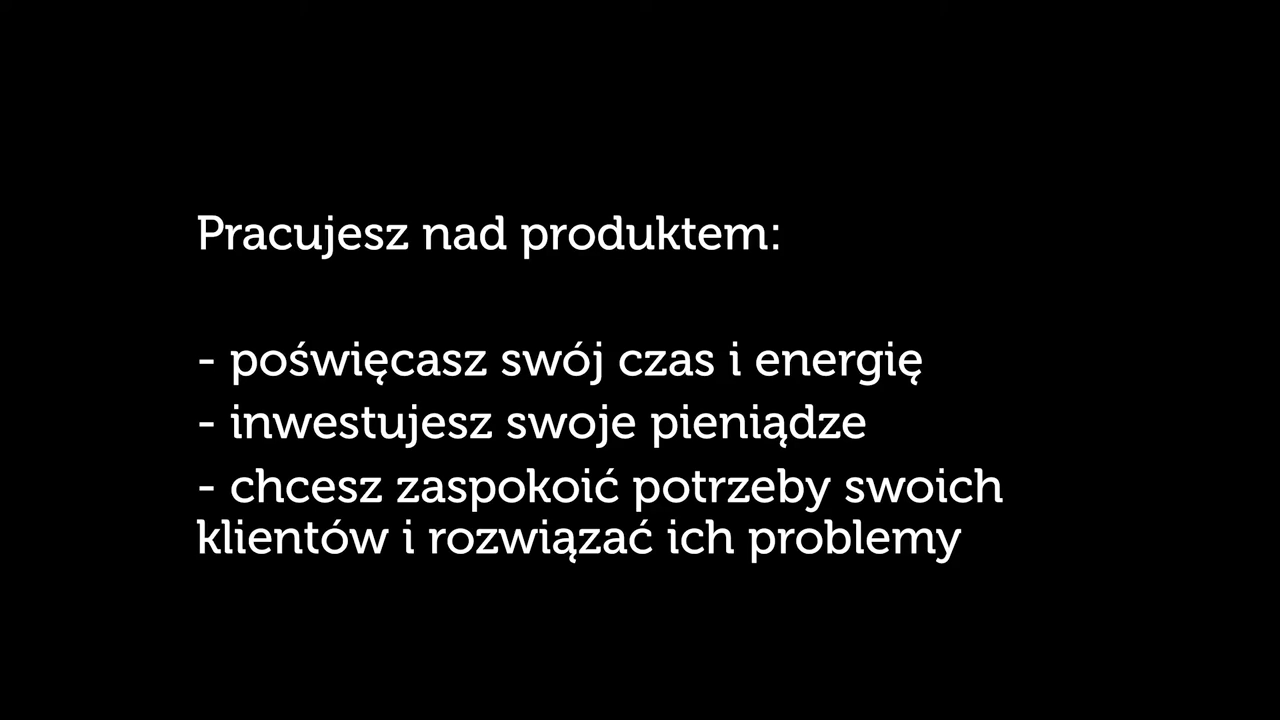 Pracujesz nad produktem:
- poświęcasz swój czas i energię
- inwestujesz swoje pieniądze
- chcesz zaspokoić potrzeby swoich
klientów i rozwiązać ich problemy